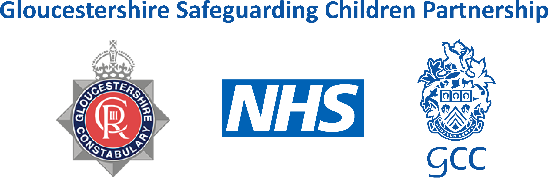 Gloucestershire Safeguarding Children Partnership
GLOUCESTERSHIRE
CONSTABULARY
NHS
GCC